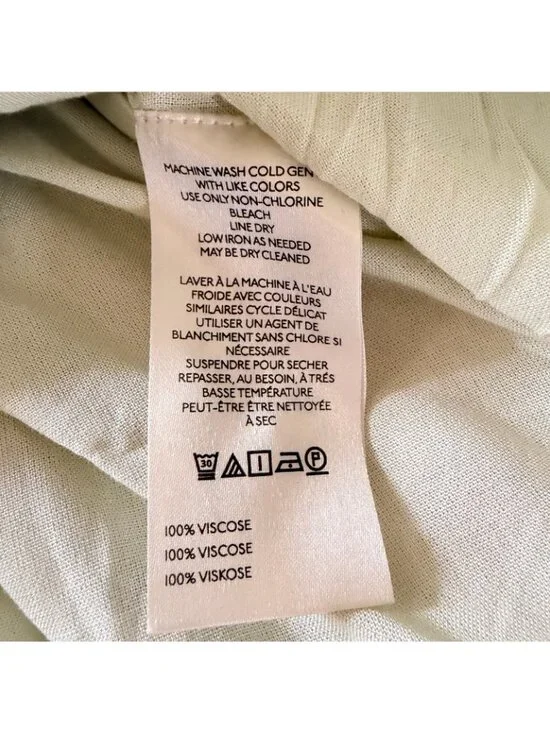 MACHINE WASH COLD GEN
WITH LIKE COLORS
USE ONLY NON-CHLORINE
BLEACH
LINE DRY
LOW IRON AS NEEDED
MAY BE DRY CLEANED
LAVER À LA MACHINE À L'EAU
FROIDE AVEC COULEURS
SIMILAIRES CYCLE DÉLICAT
UTILISER UN AGENT DE
BLANCHIMENT SANS CHLORE SI
NÉCESSAIRE
SUSPENDRE POUR SECHER
REPASSER, AU BESOIN, À TRÉS
BASSE TEMPÉRATURE
PEUT-ÊTRE ÊTRE NETTOYÉE
À SEC
30 P
100% VISCOSE
100% VISCOSE
100% VISKOSE